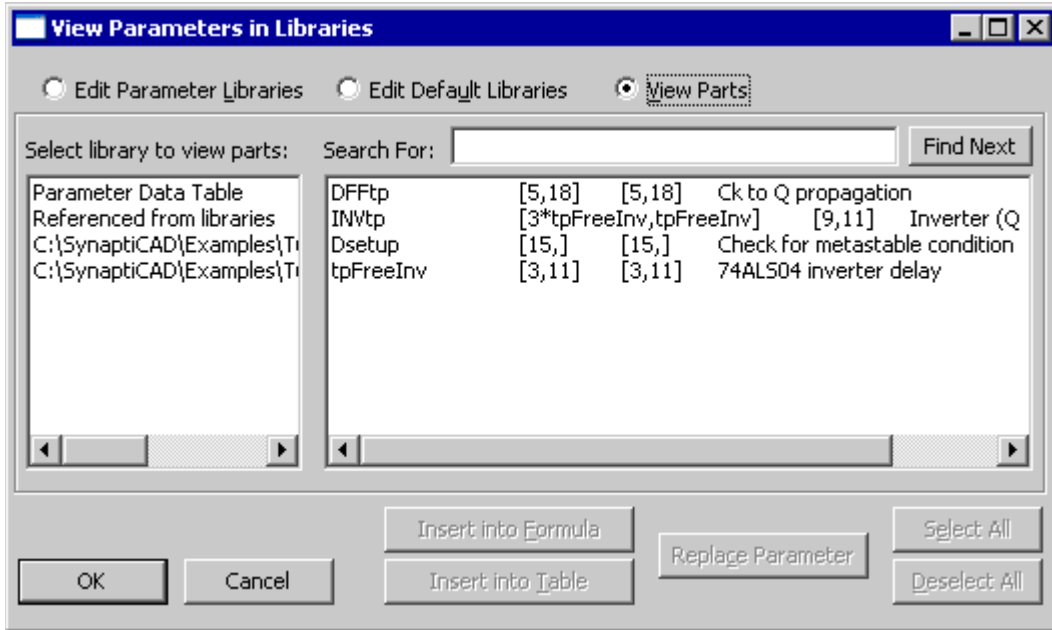 View Parameters in Libraries
Edit Parameter Libraries Edit Default Libraries View Parts
Select library to view parts: Search For: Find Next
Parameter Data Table
Referenced from libraries
C:\SynaptiCAD\Examples\T
C:\SynaptiCAD\Examples\T
DFFtp [5,18] [5,18] Ck to Q propagation
INVtp [3*tpFreeInv,tpFreeInv] [9,11] Inverter (Q
Dsetup [15,] [15,] Check for metastable condition
tpFreeInv [3,11] [3,11] 74ALS04 inverter delay
Insert into Formula
Replace Parameter
Select All
OK Cancel Insert into Table Deselect All